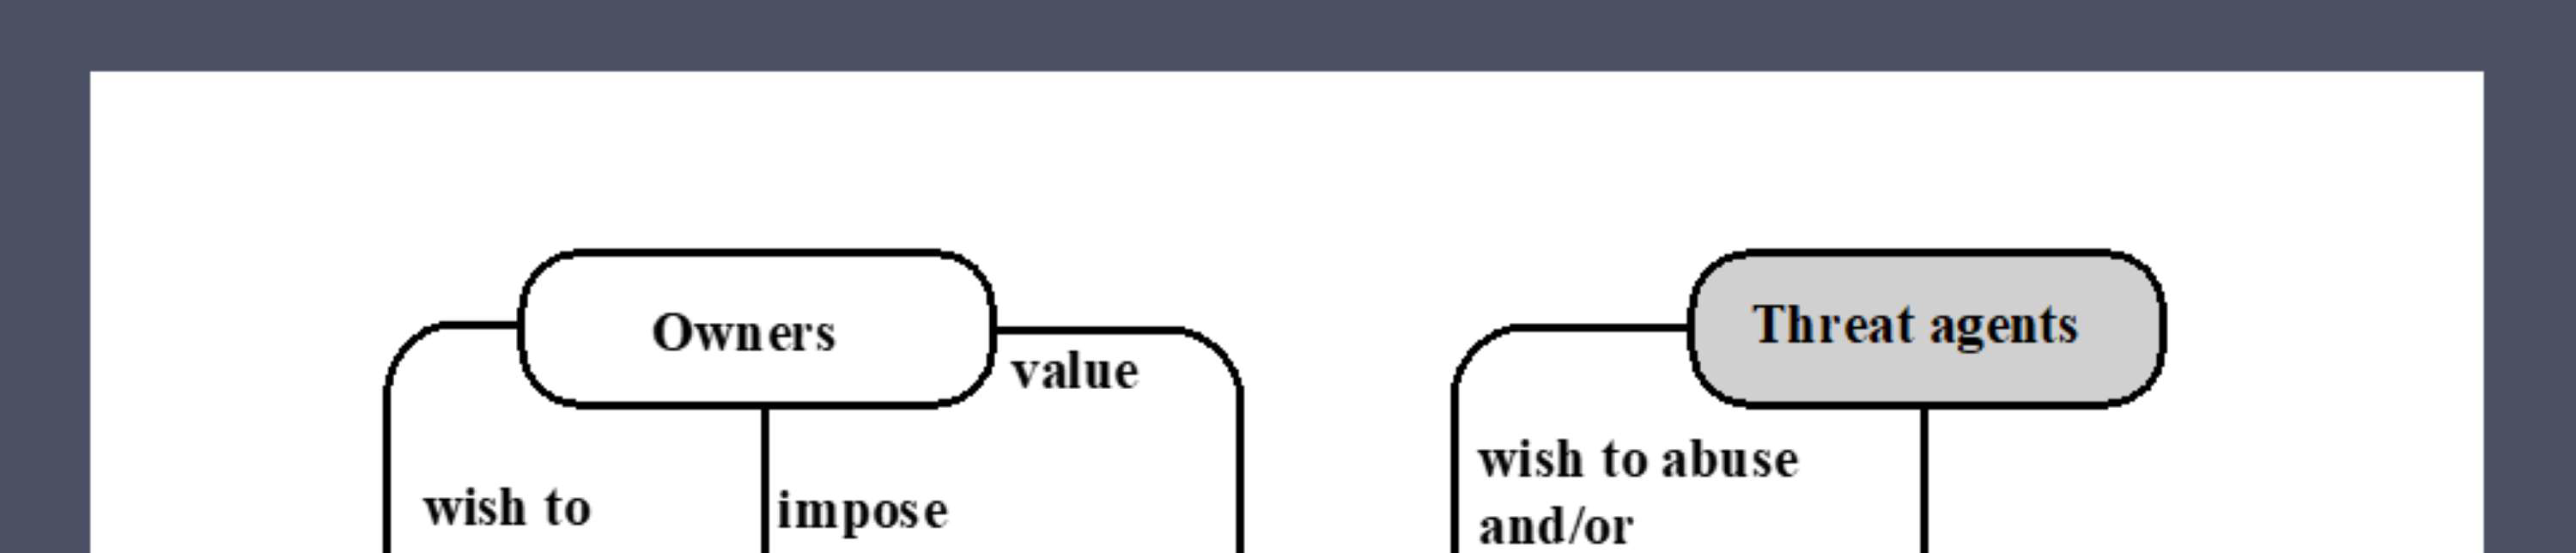 Owners
Threat agents
value
wish to abuse
and/or
wish to
impose